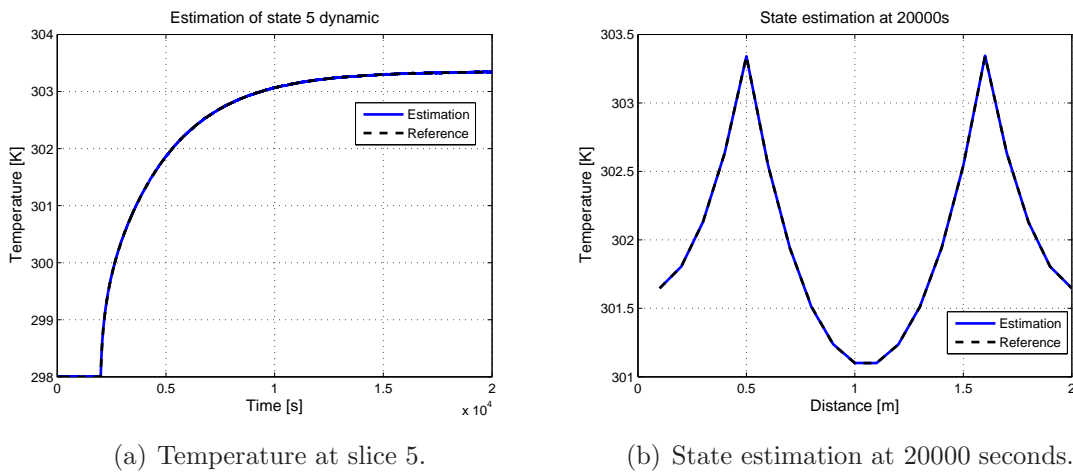 Estimation of state 5 dynamic
304
303
302
301
300
299
298
Temperature [K]
Estimation
Reference
0
0.5
1
1.5
2
x 10^4
Time [s]
(a) Temperature at slice 5.
State estimation at 20000s
303.5
303
302.5
302
301.5
301
Temperature [K]
Estimation
Reference
0
0.5
1
1.5
2
Distance [m]
(b) State estimation at 20000 seconds.